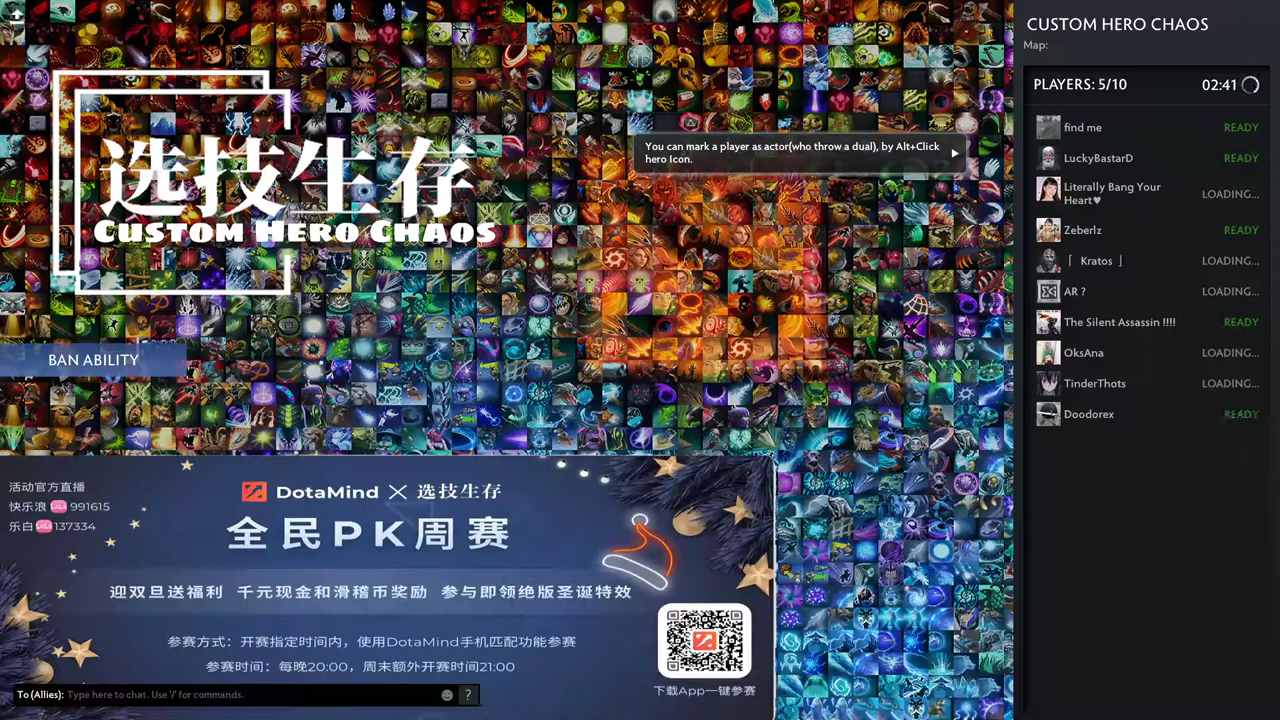 CUSTOM HERO CHAOS
Map:
PLAYERS: 5/10
02:41
find me
READY
LuckyBastarD
READY
Literally Bang Your
Heart♥
LOADING...
Zeberlz
READY
「 Kratos 」
LOADING...
AR ?
LOADING...
The Silent Assassin !!!!
READY
OksAna
LOADING...
TinderThots
LOADING...
Doodorex
READY
选技生存
CUSTOM HERO CHAOS
You can mark a player as actor(who throw a dual), by Alt+Click
hero Icon.
BAN ABILITY
活动官方直播
快乐浪 991615
乐白 137334
DotaMind × 选技生存
全民PK周赛
迎双旦送福利 千元现金和滑稽币奖励 参与即领绝版圣诞特效
参赛方式：开赛指定时间内，使用DotaMind手机匹配功能参赛
参赛时间：每晚20:00，周末额外开赛时间21:00
下载App一键参赛
To (Allies): Type here to chat. Use '/' for commands.
?